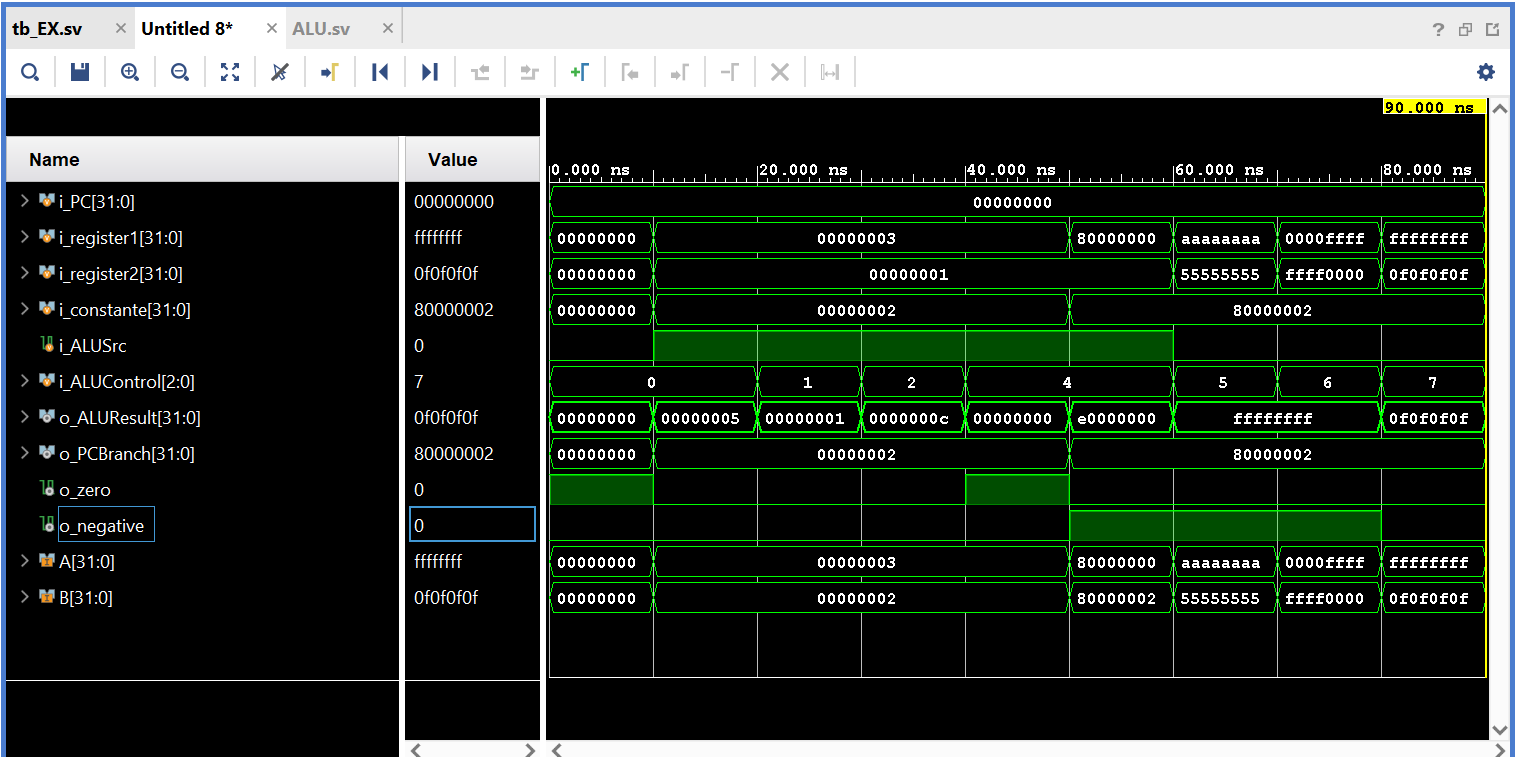 tb_EX.sv × Untitled 8* × ALU.sv ×
?
90.000 ns
Name Value
0.000 ns 20.000 ns 40.000 ns 60.000 ns 80.000 ns
i_PC[31:0] 00000000 00000000
i_register1[31:0] ffffffff 00000000 00000003 80000000 aaaaaaaa 0000ffff ffffffff
i_register2[31:0] 0f0f0f0f 00000000 00000001 55555555 ffff0000 0f0f0f0f
i_constante[31:0] 80000002 00000000 00000002 80000002
i_ALUSrc 0
i_ALUControl[2:0] 7 0 1 2 4 5 6 7
o_ALUResult[31:0] 0f0f0f0f 00000000 00000005 00000001 0000000c 00000000 e0000000 ffffffff 0f0f0f0f
o_PCBranch[31:0] 80000002 00000000 00000002 80000002
o_zero 0
o_negative 0
A[31:0] ffffffff 00000000 00000003 80000000 aaaaaaaa 0000ffff ffffffff
B[31:0] 0f0f0f0f 00000000 00000002 80000002 55555555 ffff0000 0f0f0f0f